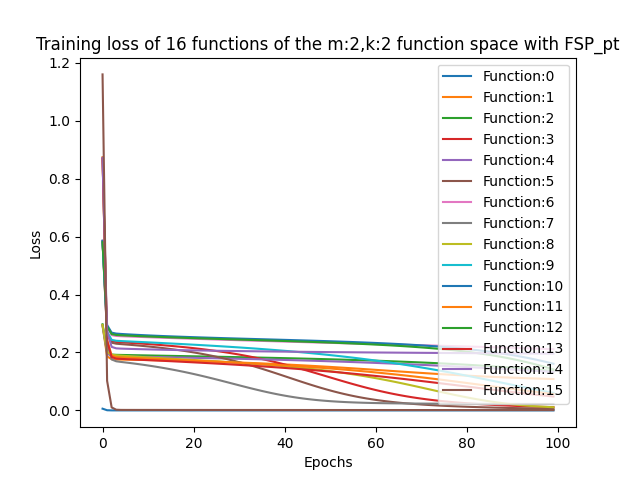 Training loss of 16 functions of the m:2,k:2 function space with FSP_pt
1.2
1.0
0.8
0.6
0.4
0.2
0.0
Loss
0
20
40
60
80
100
Epochs
Function:0
Function:1
Function:2
Function:3
Function:4
Function:5
Function:6
Function:7
Function:8
Function:9
Function:10
Function:11
Function:12
Function:13
Function:14
Function:15